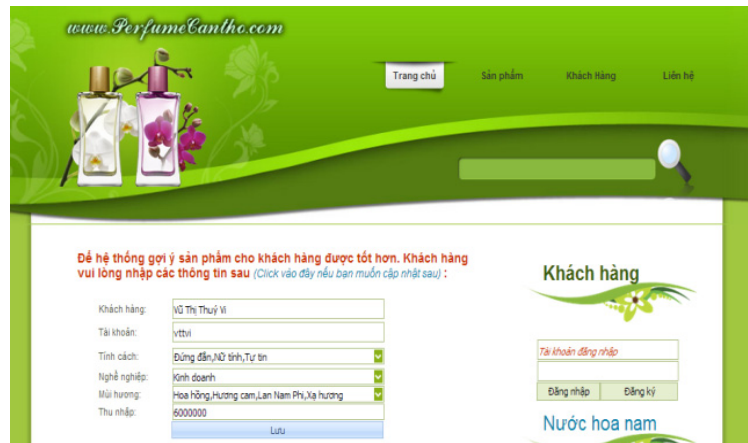 www.PerfumeCantho.com
Trang chủ
Sản phẩm
Khách Hàng
Liên hệ
Để hệ thống gợi ý sản phẩm cho khách hàng được tốt hơn. Khách hàng
vui lòng nhập các thông tin sau (Click vào đây nếu bạn muốn cập nhật sau) :
Khách hàng:
Vũ Thị Thuý Vi
Tài khoản:
vttvi
Tính cách:
Đứng đắn,Nữ tính,Tự tin
Nghề nghiệp:
Kinh doanh
Mùi hương:
Hoa hồng,Hương cam,Lan Nam Phi,Xạ hương
Thu nhập:
6000000
Lưu
Khách hàng
Tài khoản đăng nhập
Đăng nhập
Đăng ký
Nước hoa nam